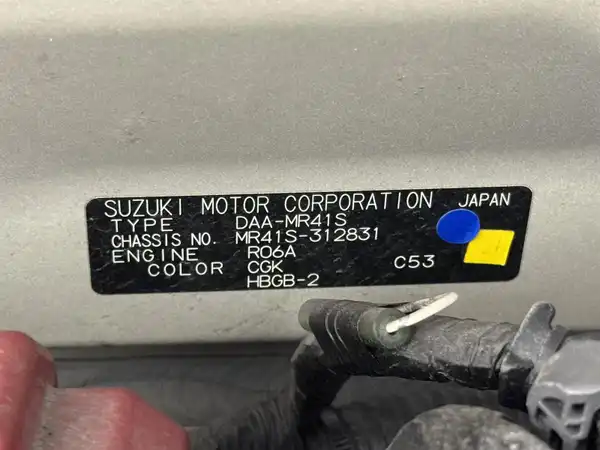 SUZUKI MOTOR CORPORATION JAPAN
TYPE DAA-MR41S
CHASSIS NO. MR41S-312831
ENGINE R06A
COLOR CGK C53
HBGB-2